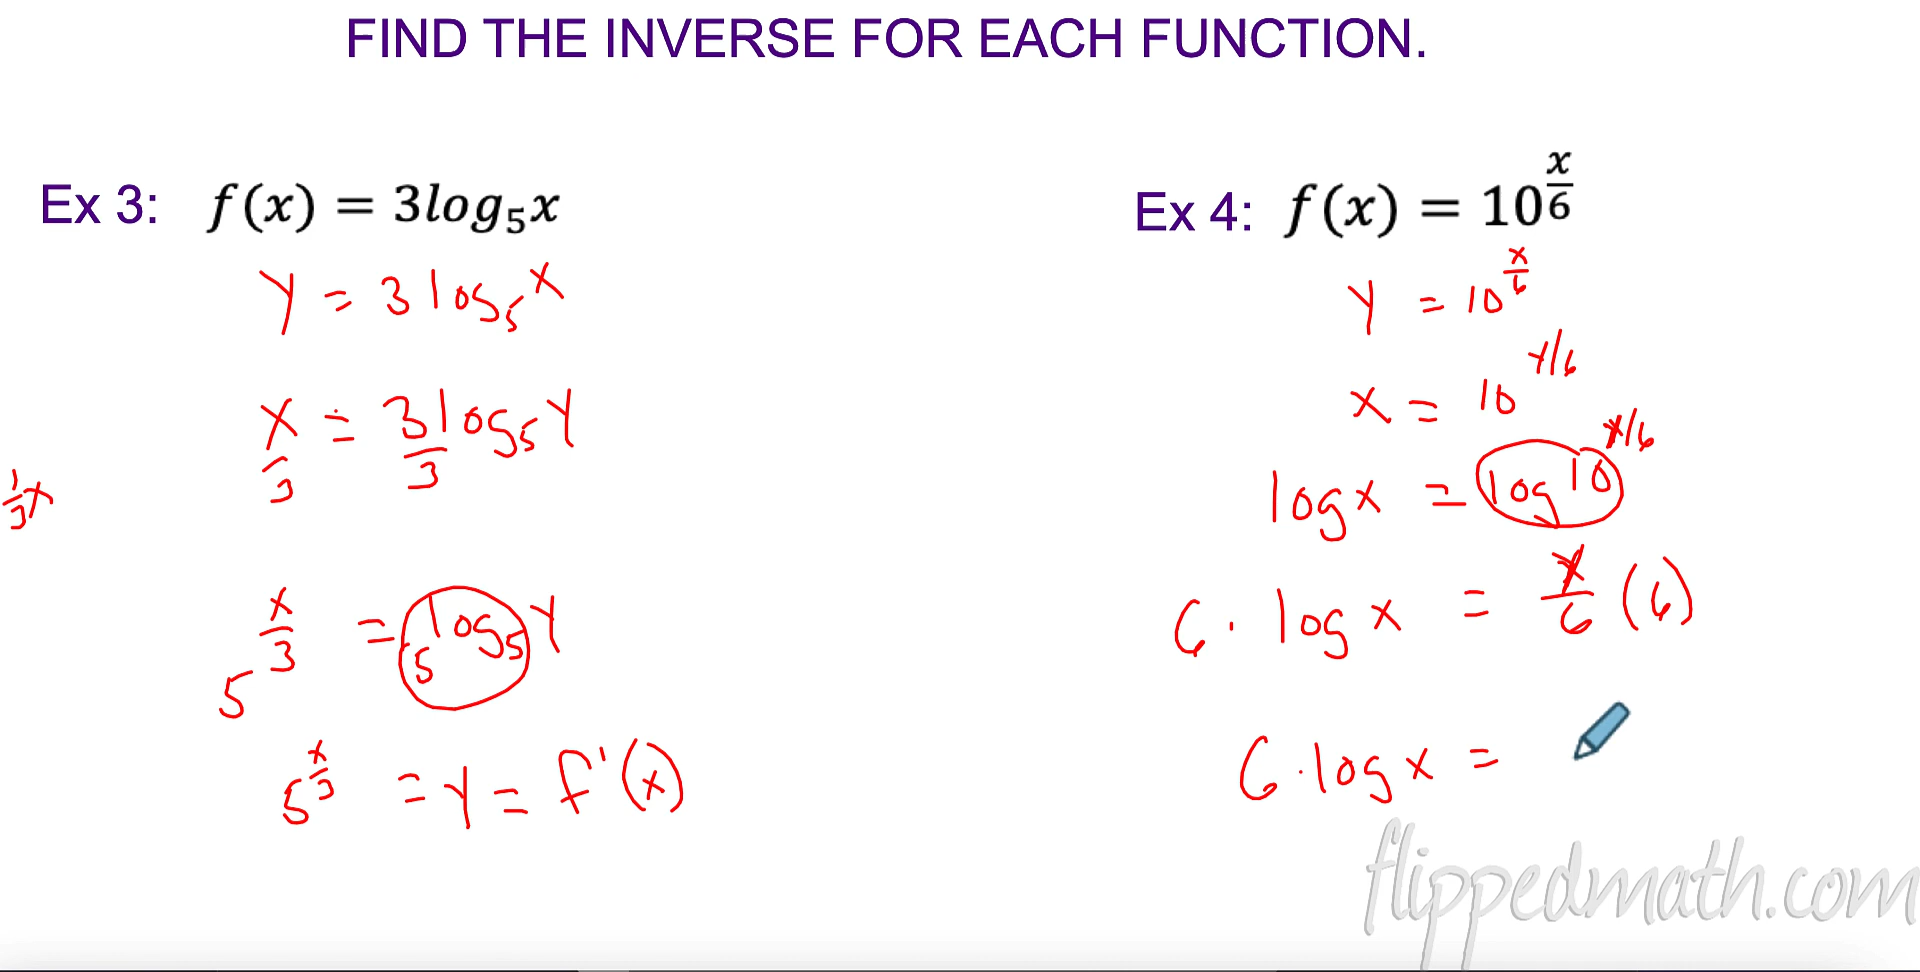 FIND THE INVERSE FOR EACH FUNCTION.
Ex 3: f(x) = 3log₅x
y = 3 log₅ x
x/3 = 3 log₅ y/3
1/3 x
5^(x/3) = 5^(log₅ y)
5^(x/3) = y = f'(x)
Ex 4: f(x) = 10^(x/6)
y = 10^(x/6)
x = 10^(y/6)
log x = log 10^(y/6)
6 · log x = y/6 (6)
6 · log x =
flippedmath.com